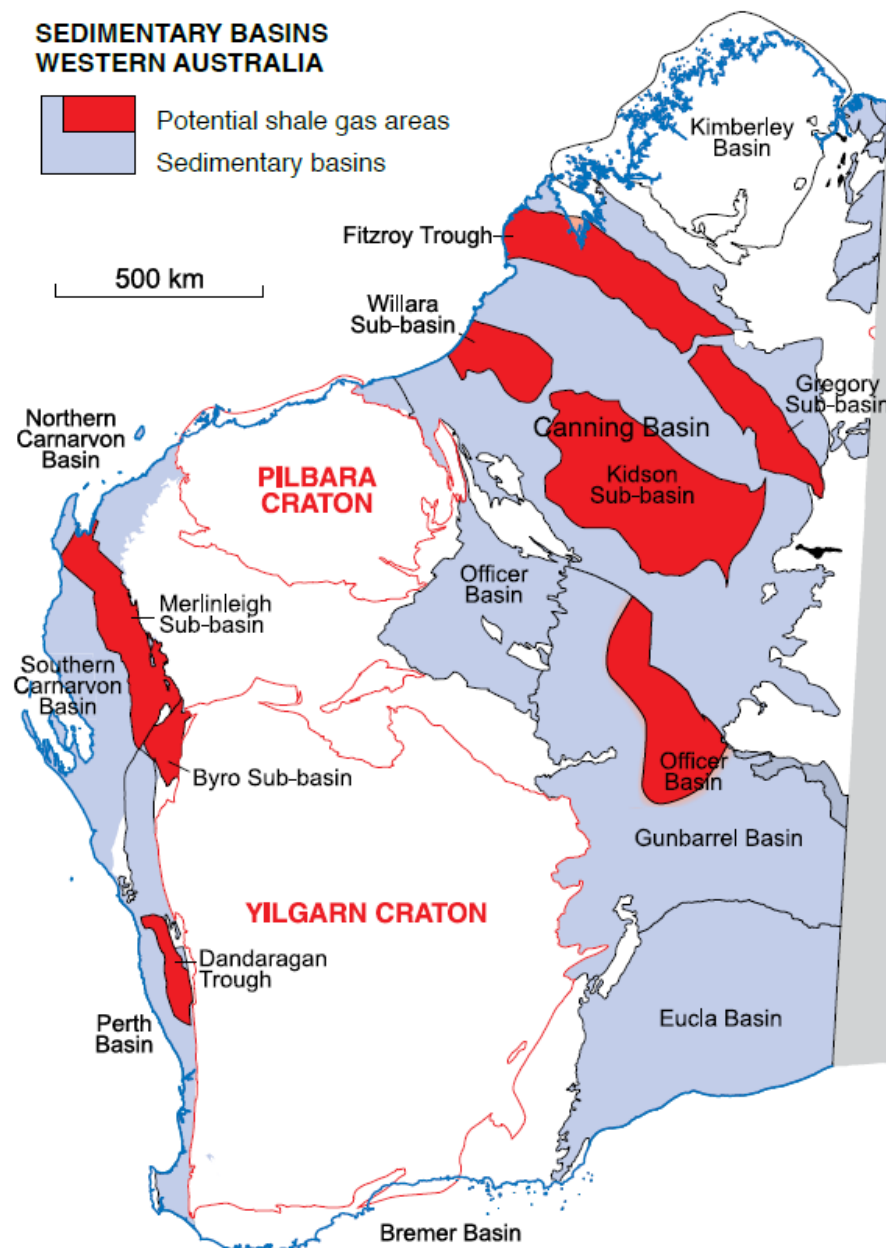 SEDIMENTARY BASINS
WESTERN AUSTRALIA
Potential shale gas areas
Sedimentary basins
Kimberley
Basin
Fitzroy Trough
500 km
Willara
Sub-basin
Gregory
Sub-basin
Northern
Carnarvon
Basin
Canning Basin
PILBARA
CRATON
Kidson
Sub-basin
Officer
Basin
Merlinleigh
Sub-basin
Southern
Carnarvon
Basin
Officer
Basin
Byro Sub-basin
Gunbarrel Basin
YILGARN CRATON
Dandaragan
Trough
Perth
Basin
Eucla Basin
Bremer Basin